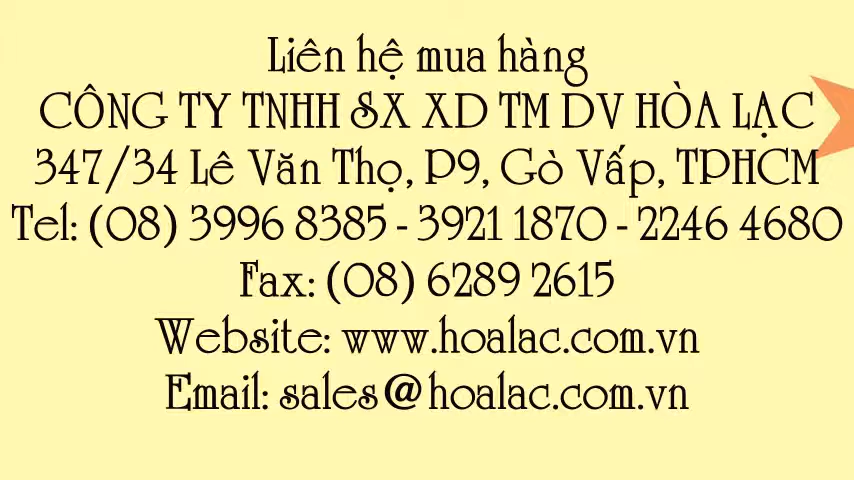 Liên hệ mua hàng
CÔNG TY TNHH SX XD TM DV HÒA LẠC
347/34 Lê Văn Thọ, P9, Gò Vấp, TPHCM
Tel: (08) 3996 8385 - 3921 1870 - 2246 4680
Fax: (08) 6289 2615
Website: www.hoalac.com.vn
Email: sales@hoalac.com.vn